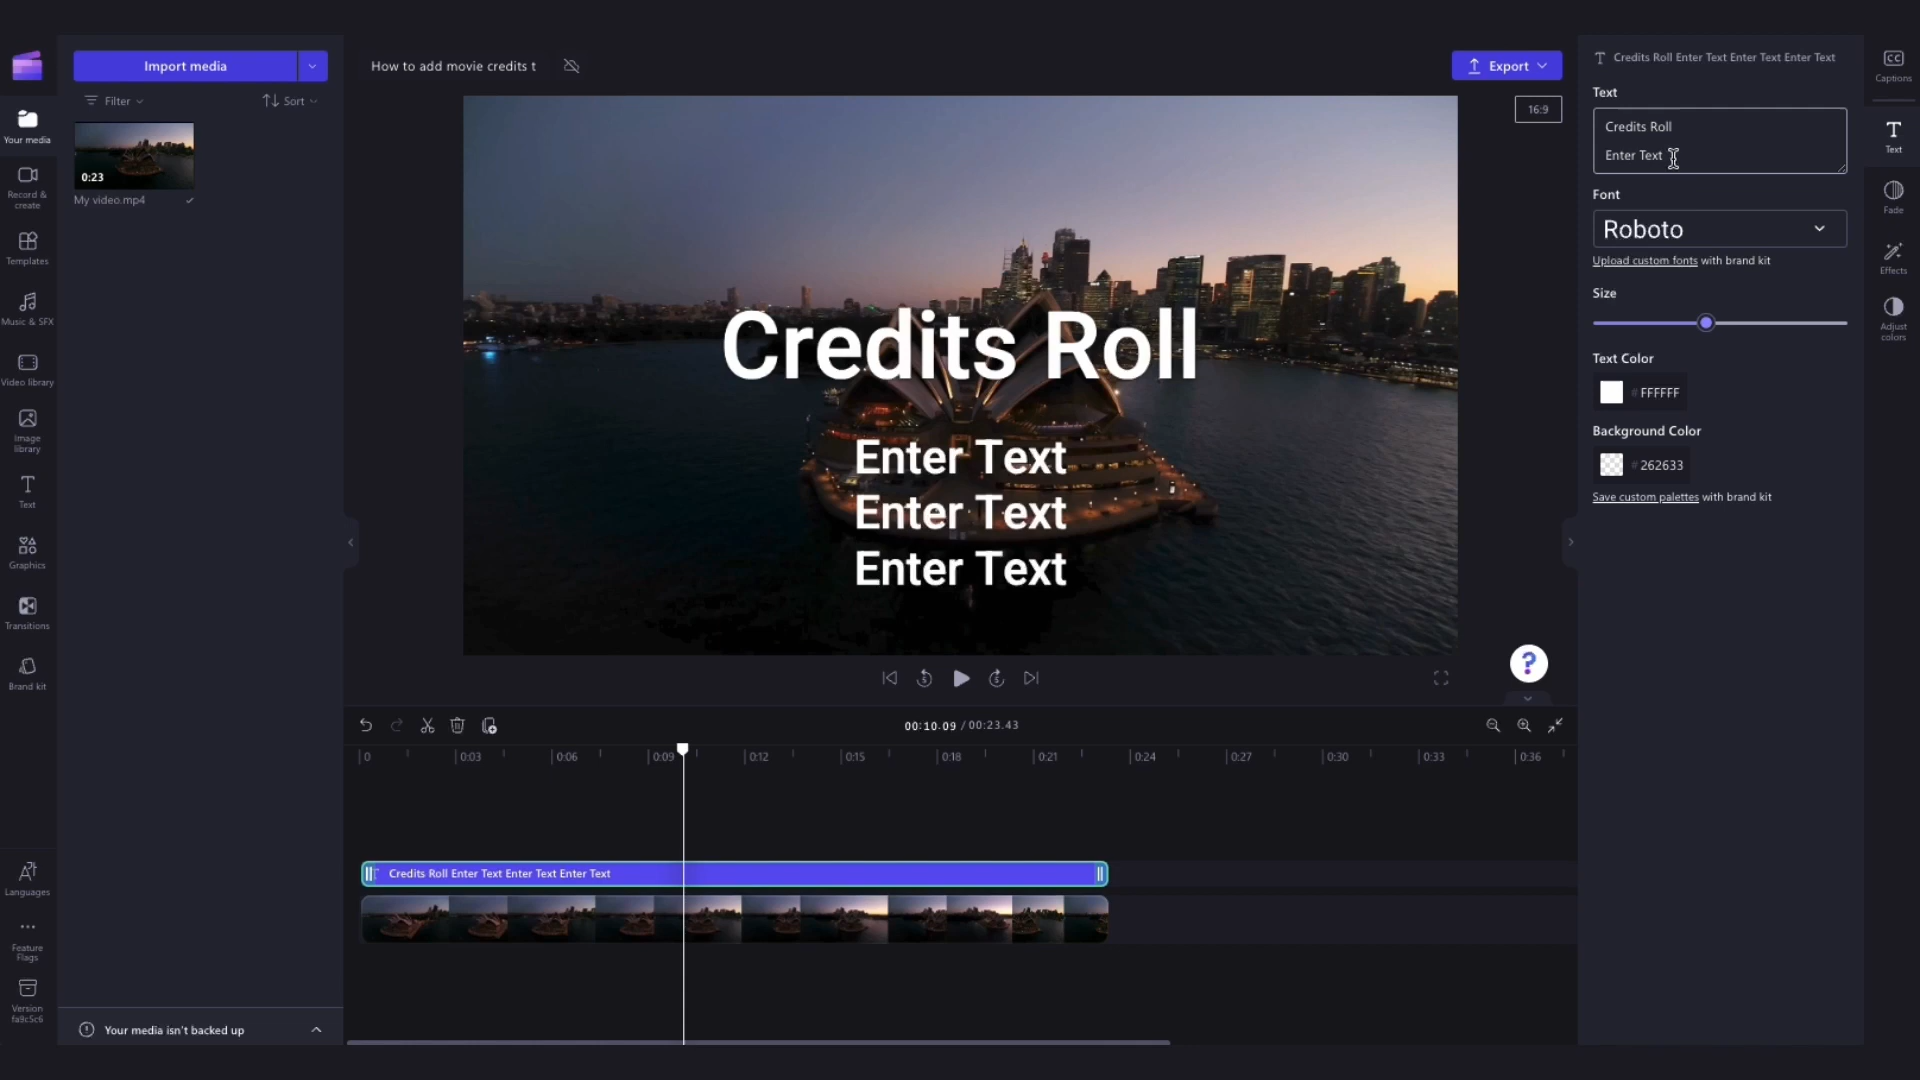 Import media
How to add movie credits t
Export
Credits Roll Enter Text Enter Text Enter Text
Captions
Filter
Sort
16:9
Text
Credits Roll
Enter Text
Your media
0:23
My video.mp4
Text
Record & create
Font
Roboto
Fade
Templates
Upload custom fonts with brand kit
Effects
Size
Music & SFX
Adjust colors
Credits Roll
Text Color
# FFFFFF
Video library
Background Color
# 262633
Image library
Enter Text
Enter Text
Enter Text
Save custom palettes with brand kit
Text
Graphics
Transitions
Brand kit
5
5
?
00:10.09 / 00:23.43
0
0:03
0:06
0:09
0:12
0:15
0:18
0:21
0:24
0:27
0:30
0:33
0:36
Credits Roll Enter Text Enter Text Enter Text
Languages
Feature Flags
Version fa9c5c6
Your media isn't backed up